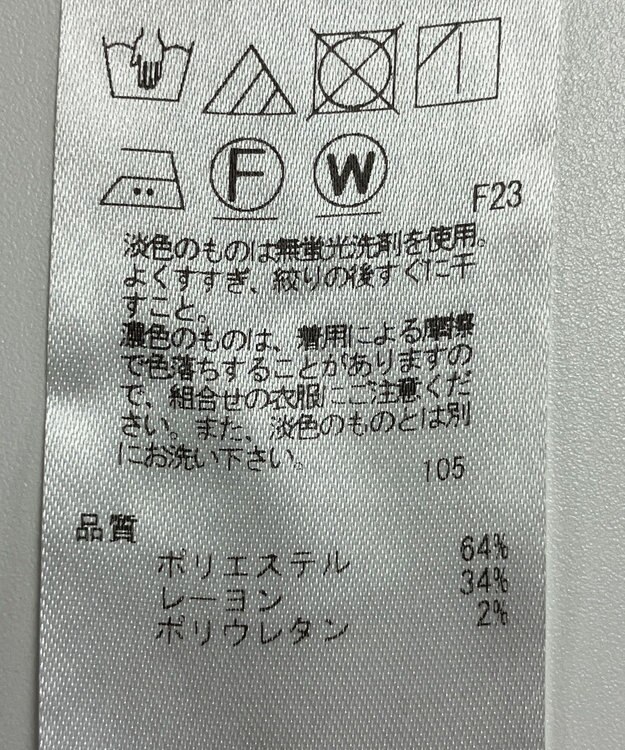 F W
F23
淡色のものは無蛍光洗剤を使用。
よくすすぎ、絞りの後すぐに干
すこと。
濃色のものは、着用による摩擦
で色落ちすることがありますの
で、組合せの衣服にご注意くだ
さい。また、淡色のものとは別
にお洗い下さい。
105
品質
ポリエステル 64%
レーヨン 34%
ポリウレタン 2%